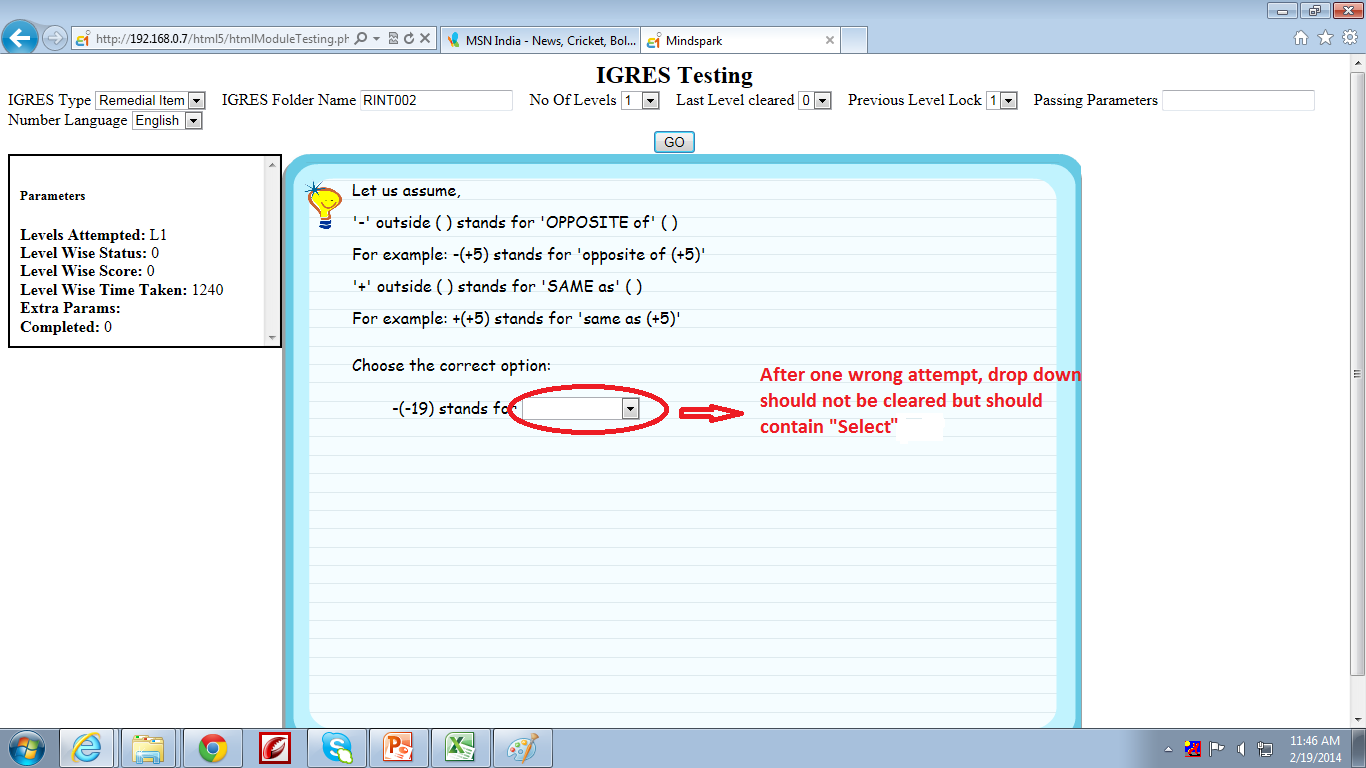 http://192.168.0.7/html5/htmlModuleTesting.ph
MSN India - News, Cricket, Bol...
Mindspark
IGRES Testing
IGRES Type Remedial Item IGRES Folder Name RINT002 No Of Levels 1 Last Level cleared 0 Previous Level Lock 1 Passing Parameters
Number Language English
GO
Parameters
Levels Attempted: L1
Level Wise Status: 0
Level Wise Score: 0
Level Wise Time Taken: 1240
Extra Params:
Completed: 0
Let us assume,
'-' outside ( ) stands for 'OPPOSITE of' ( )
For example: -(+5) stands for 'opposite of (+5)'
'+' outside ( ) stands for 'SAME as' ( )
For example: +(+5) stands for 'same as (+5)'
Choose the correct option:
-(-19) stands for
After one wrong attempt, drop down
should not be cleared but should
contain "Select"
11:46 AM
2/19/2014